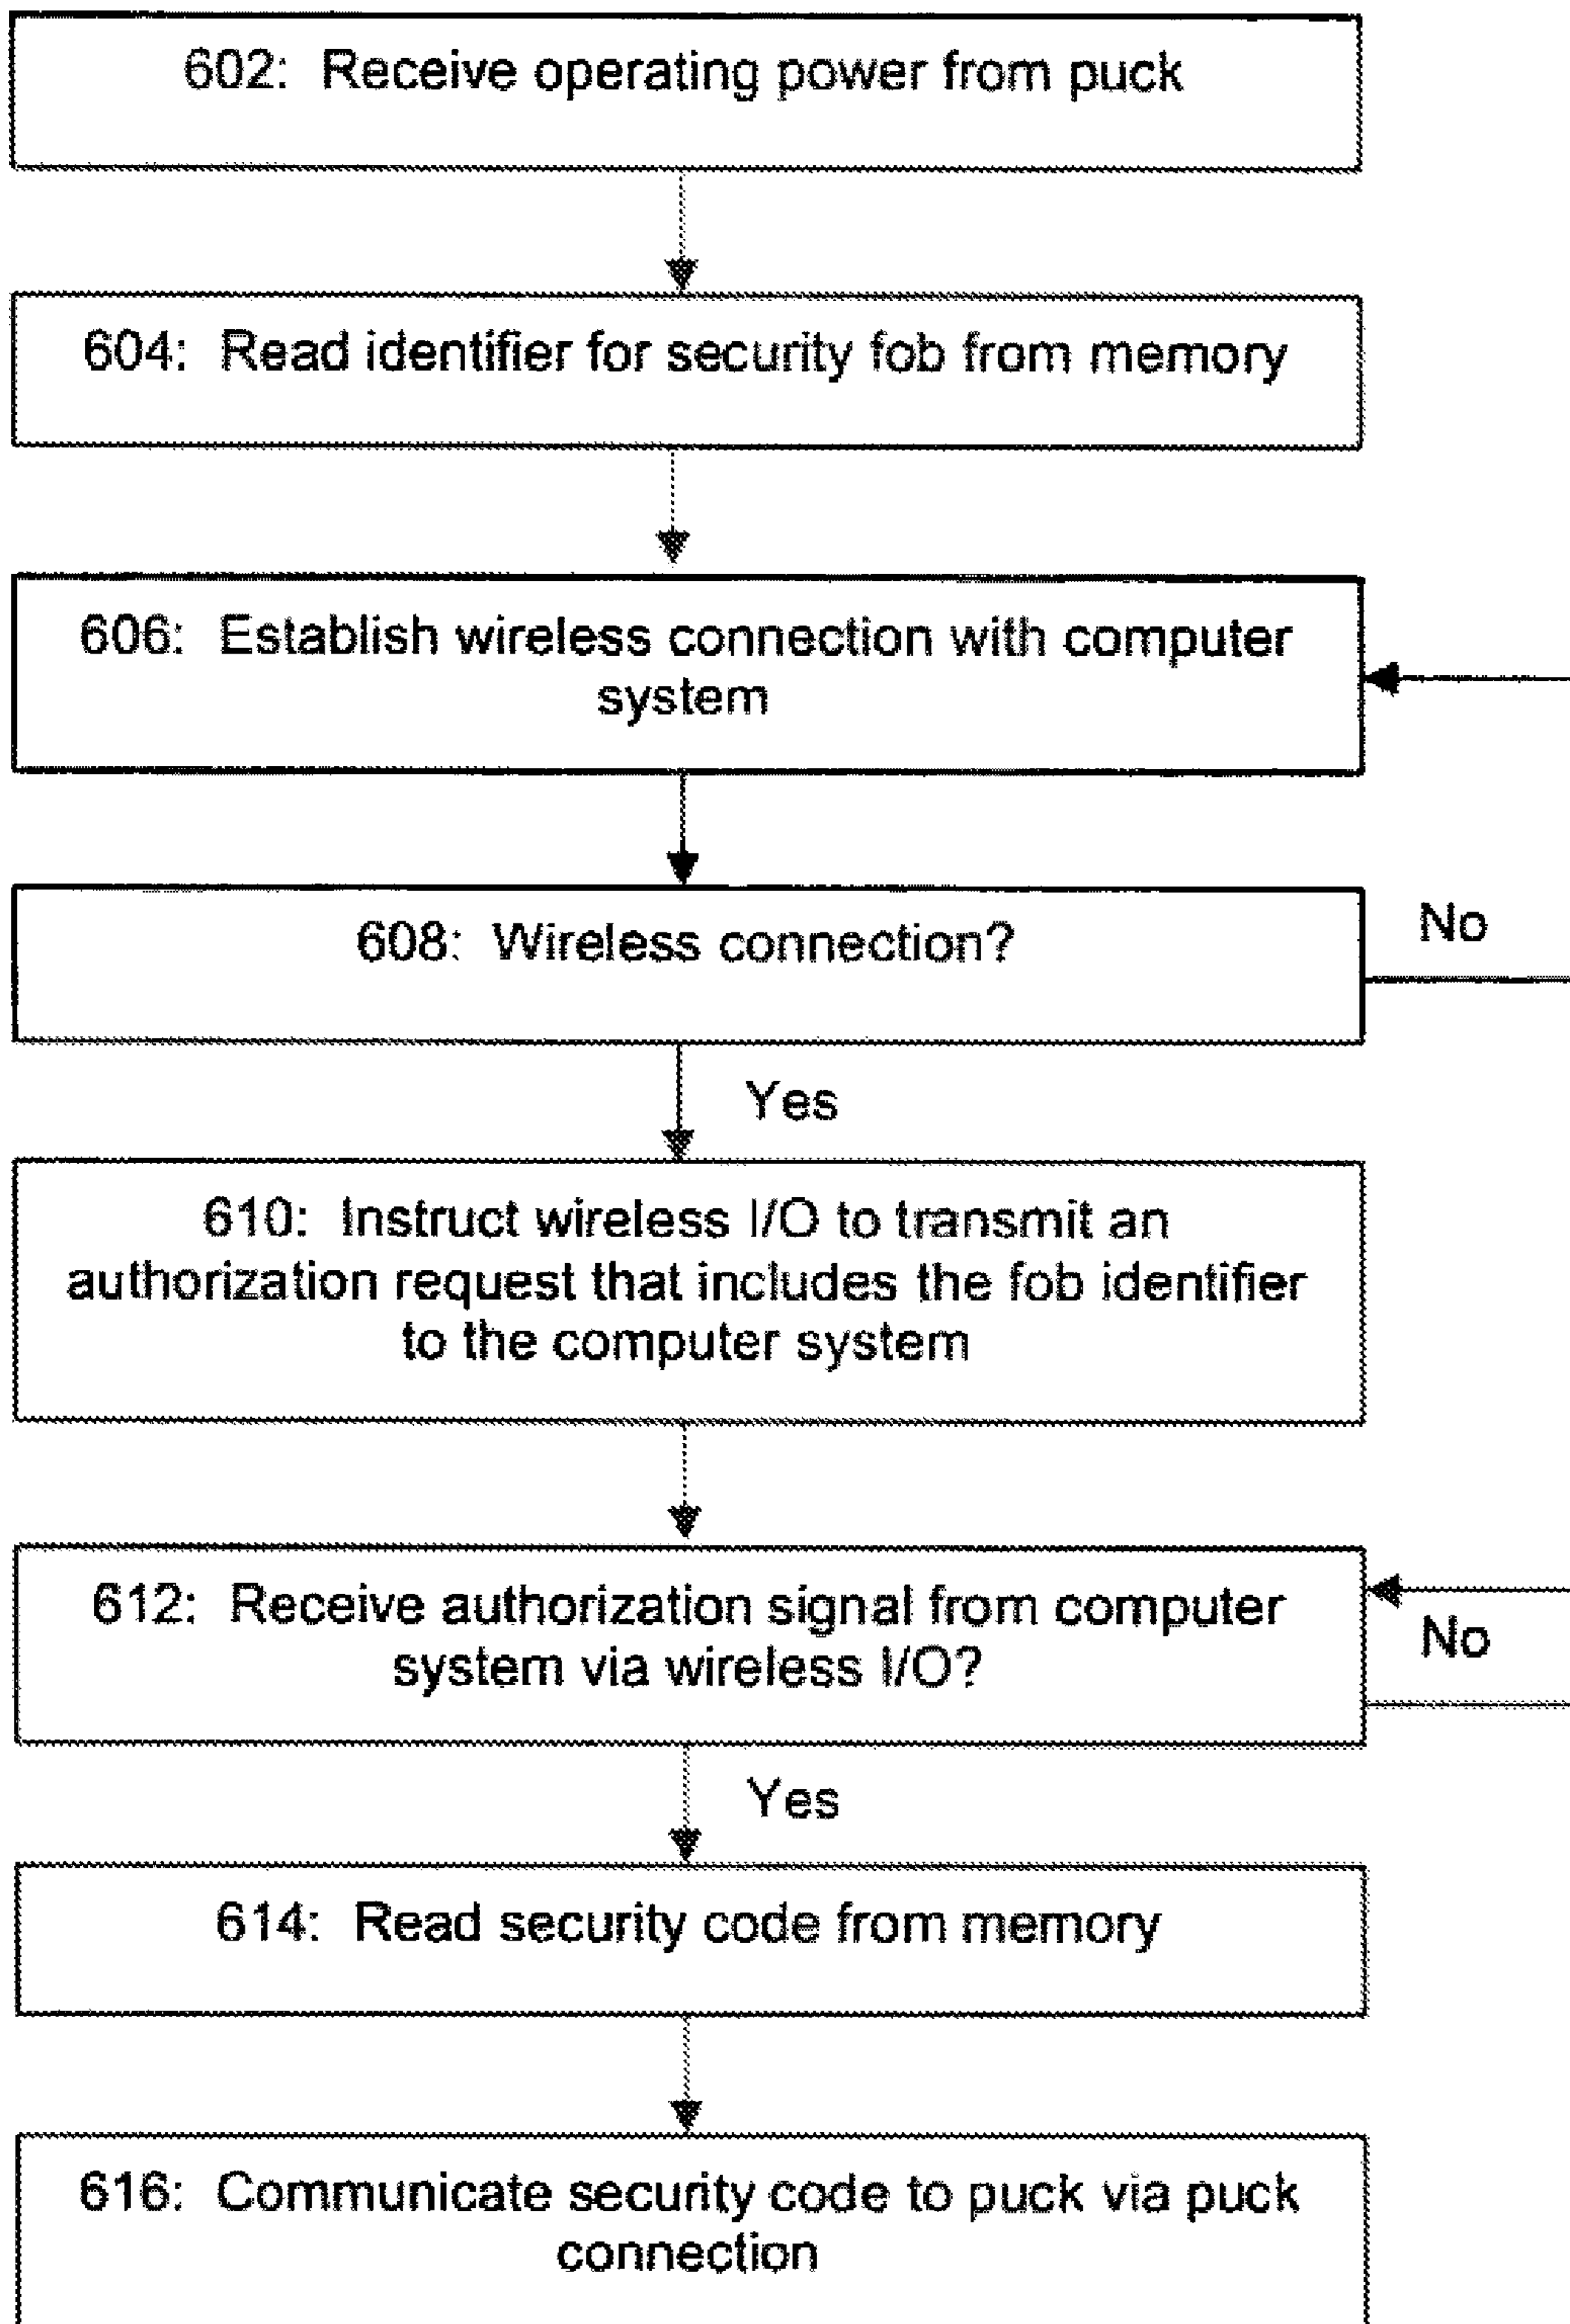 602: Receive operating power from puck
604: Read identifier for security fob from memory
606: Establish wireless connection with computer
system
608: Wireless connection?
No
Yes
610: Instruct wireless I/O to transmit an
authorization request that includes the fob identifier
to the computer system
612: Receive authorization signal from computer
system via wireless I/O?
No
Yes
614: Read security code from memory
616: Communicate security code to puck via puck
connection